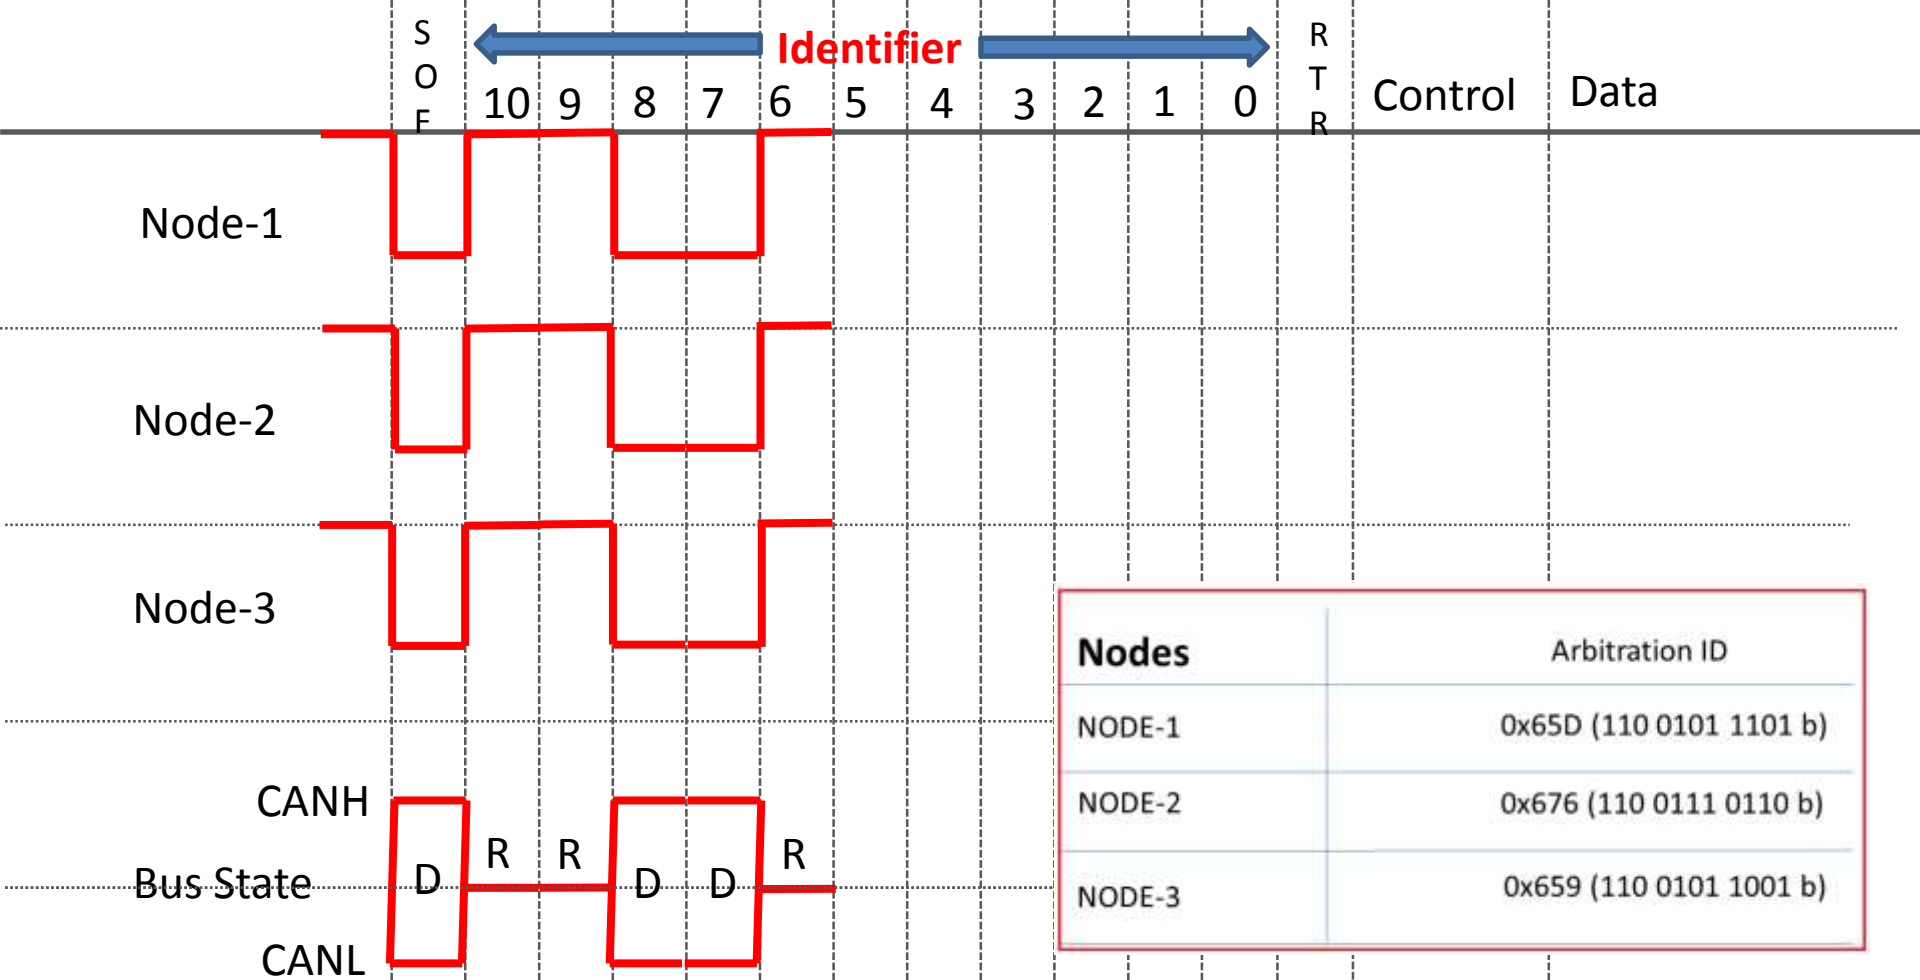 SOF
Identifier
RTR
10 9 8 7 6 5 4 3 2 1 0
Control Data
Node-1
Node-2
Node-3
CANH
Bus State
D R R D D R
CANL
Nodes Arbitration ID
NODE-1 0x65D (110 0101 1101 b)
NODE-2 0x676 (110 0111 0110 b)
NODE-3 0x659 (110 0101 1001 b)